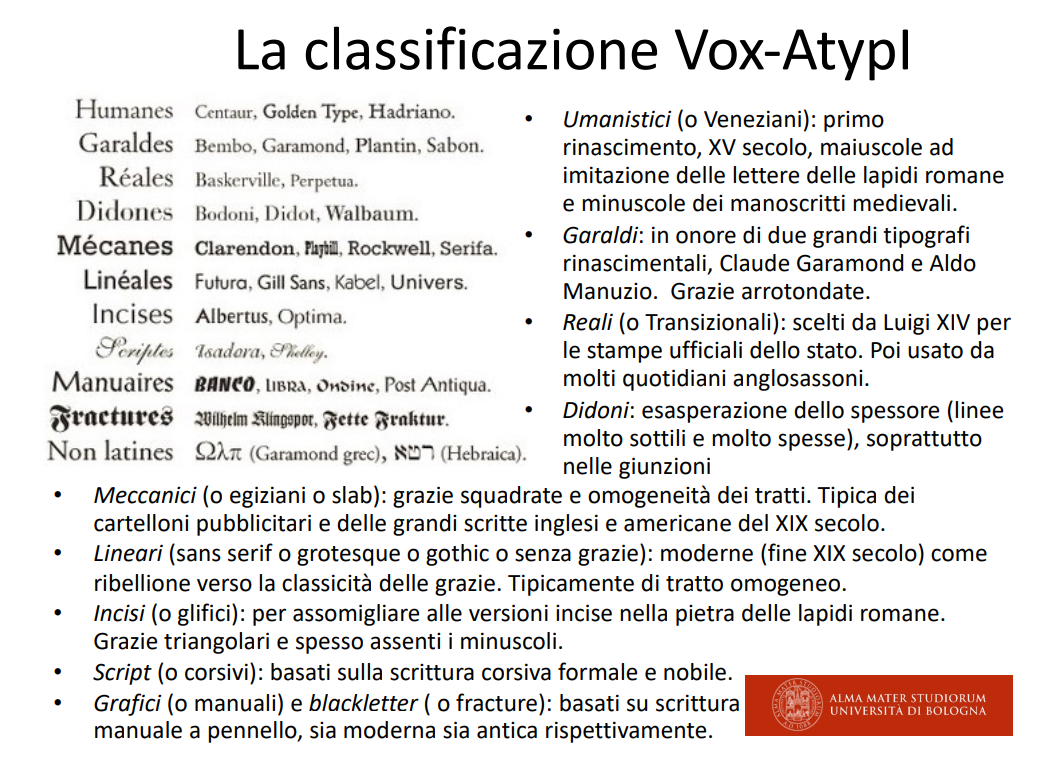 La classificazione Vox-AtypI
Humanes Centaur, Golden Type, Hadriano.
Garaldes Bembo, Garamond, Plantin, Sabon.
Réales Baskerville, Perpetua.
Didones Bodoni, Didot, Walbaum.
Mécanes Clarendon, Playbill, Rockwell, Serifa.
Linéales Futura, Gill Sans, Kabel, Univers.
Incises Albertus, Optima.
Scriptes Isadora, Shelley.
Manuaires BANCO, LIBRA, Ondine, Post Antiqua.
Fractures Wilhelm Klingspor, Fette Fraktur.
Non latines Ωλπ (Garamond grec), רטא (Hebraica).
• Umanistici (o Veneziani): primo
rinascimento, XV secolo, maiuscole ad
imitazione delle lettere delle lapidi romane
e minuscole dei manoscritti medievali.
• Garaldi: in onore di due grandi tipografi
rinascimentali, Claude Garamond e Aldo
Manuzio. Grazie arrotondate.
• Reali (o Transizionali): scelti da Luigi XIV per
le stampe ufficiali dello stato. Poi usato da
molti quotidiani anglosassoni.
• Didoni: esasperazione dello spessore (linee
molto sottili e molto spesse), soprattutto
nelle giunzioni
• Meccanici (o egiziani o slab): grazie squadrate e omogeneità dei tratti. Tipica dei
cartelloni pubblicitari e delle grandi scritte inglesi e americane del XIX secolo.
• Lineari (sans serif o grotesque o gothic o senza grazie): moderne (fine XIX secolo) come
ribellione verso la classicità delle grazie. Tipicamente di tratto omogeneo.
• Incisi (o glifici): per assomigliare alle versioni incise nella pietra delle lapidi romane.
Grazie triangolari e spesso assenti i minuscoli.
• Script (o corsivi): basati sulla scrittura corsiva formale e nobile.
• Grafici (o manuali) e blackletter ( o fracture): basati su scrittura
manuale a pennello, sia moderna sia antica rispettivamente.
ALMA MATER STUDIORUM
UNIVERSITÀ DI BOLOGNA